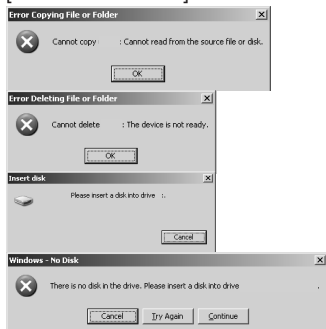 Error Copying File or Folder
Cannot copy : Cannot read from the source file or disk.
OK
Error Deleting File or Folder
Cannot delete : The device is not ready.
OK
Insert disk
Please insert a disk into drive :.
Cancel
Windows - No Disk
There is no disk in the drive. Please insert a disk into drive .
Cancel Try Again Continue